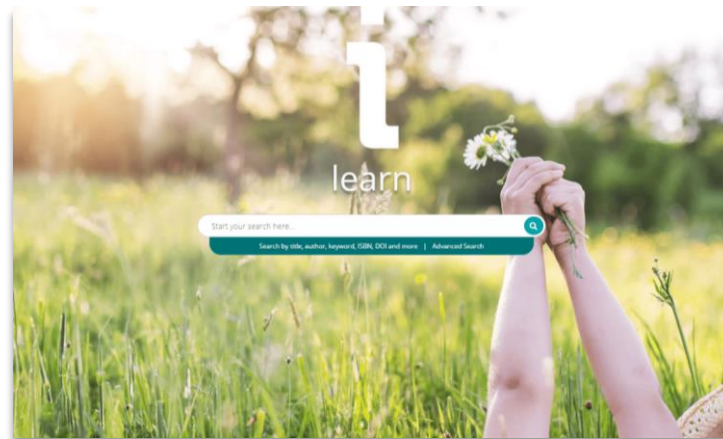 i
learn
Start your search here...
Search by title, author, keyword, ISBN, DOI and more | Advanced Search